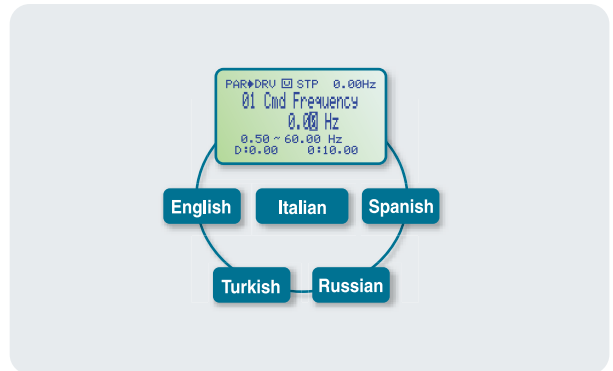 PAR➧DRV U STP 0.00Hz
01 Cmd Frequency
0.00 Hz
0.50 ~ 60.00 Hz
D:0.00 0:10.00
English Italian Spanish
Turkish Russian